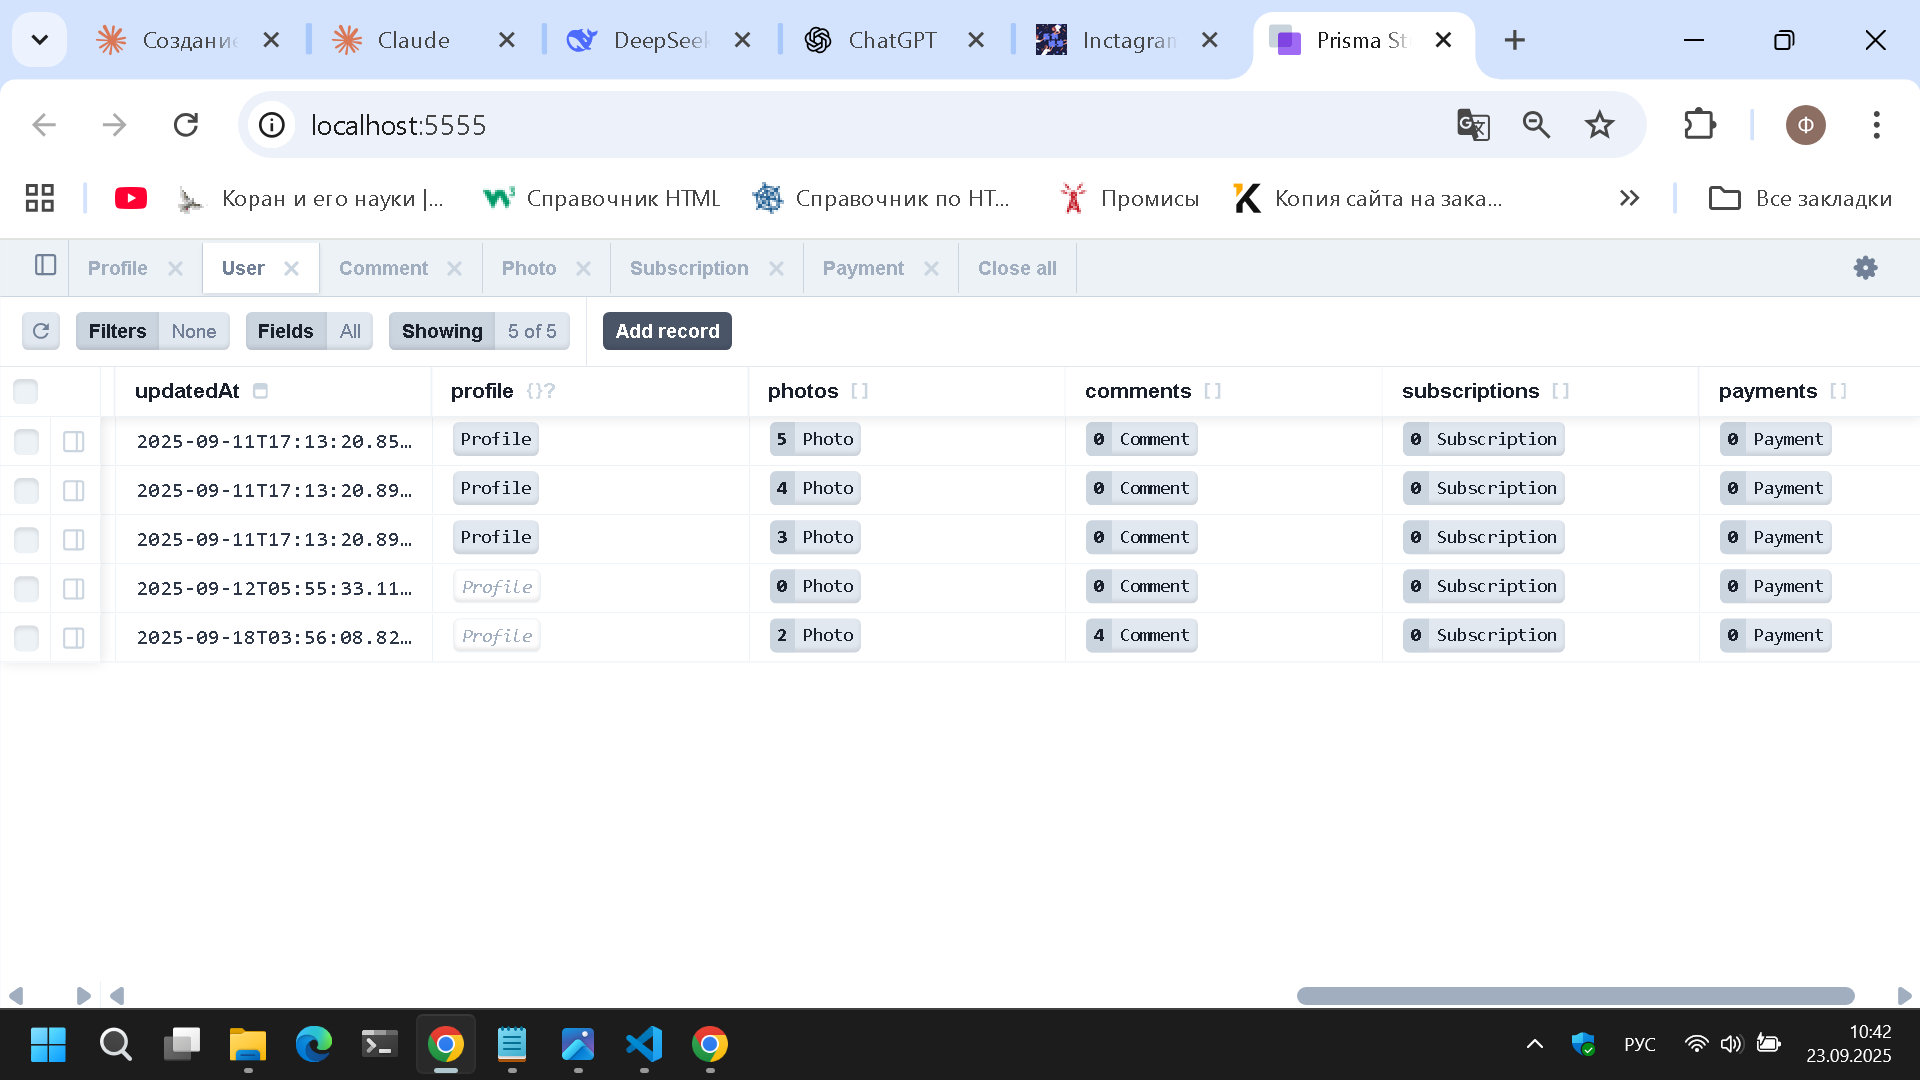 Создание
Claude
DeepSeek
ChatGPT
Inctagram
Prisma St
localhost:5555
Ф
Коран и его науки |...
Справочник HTML
Справочник по HT...
Промисы
Копия сайта на зака...
Все закладки
Profile
User
Comment
Photo
Subscription
Payment
Close all
Filters None
Fields All
Showing 5 of 5
Add record
updatedAt profile {}? photos [] comments [] subscriptions [] payments []
2025-09-11T17:13:20.85… Profile 5 Photo 0 Comment 0 Subscription 0 Payment
2025-09-11T17:13:20.89… Profile 4 Photo 0 Comment 0 Subscription 0 Payment
2025-09-11T17:13:20.89… Profile 3 Photo 0 Comment 0 Subscription 0 Payment
2025-09-12T05:55:33.11… Profile 0 Photo 0 Comment 0 Subscription 0 Payment
2025-09-18T03:56:08.82… Profile 2 Photo 4 Comment 0 Subscription 0 Payment
РУС
10:42
23.09.2025